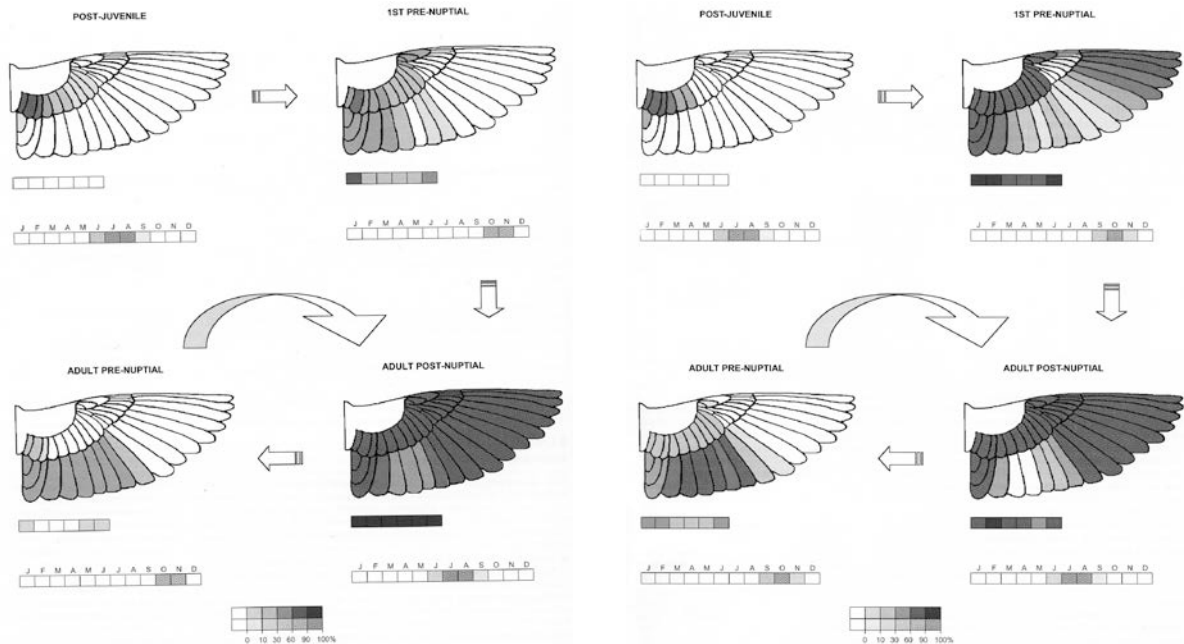 POST-JUVENILE
1ST PRE-NUPTIAL
J F M A M J J A S O N D
J F M A M J J A S O N D
ADULT PRE-NUPTIAL
ADULT POST-NUPTIAL
J F M A M J J A S O N D
J F M A M J J A S O N D
0 10 30 60 90 100%
POST-JUVENILE
1ST PRE-NUPTIAL
J F M A M J J A S O N D
J F M A M J J A S O N D
ADULT PRE-NUPTIAL
ADULT POST-NUPTIAL
J F M A M J J A S O N D
J F M A M J J A S O N D
0 10 30 60 90 100%